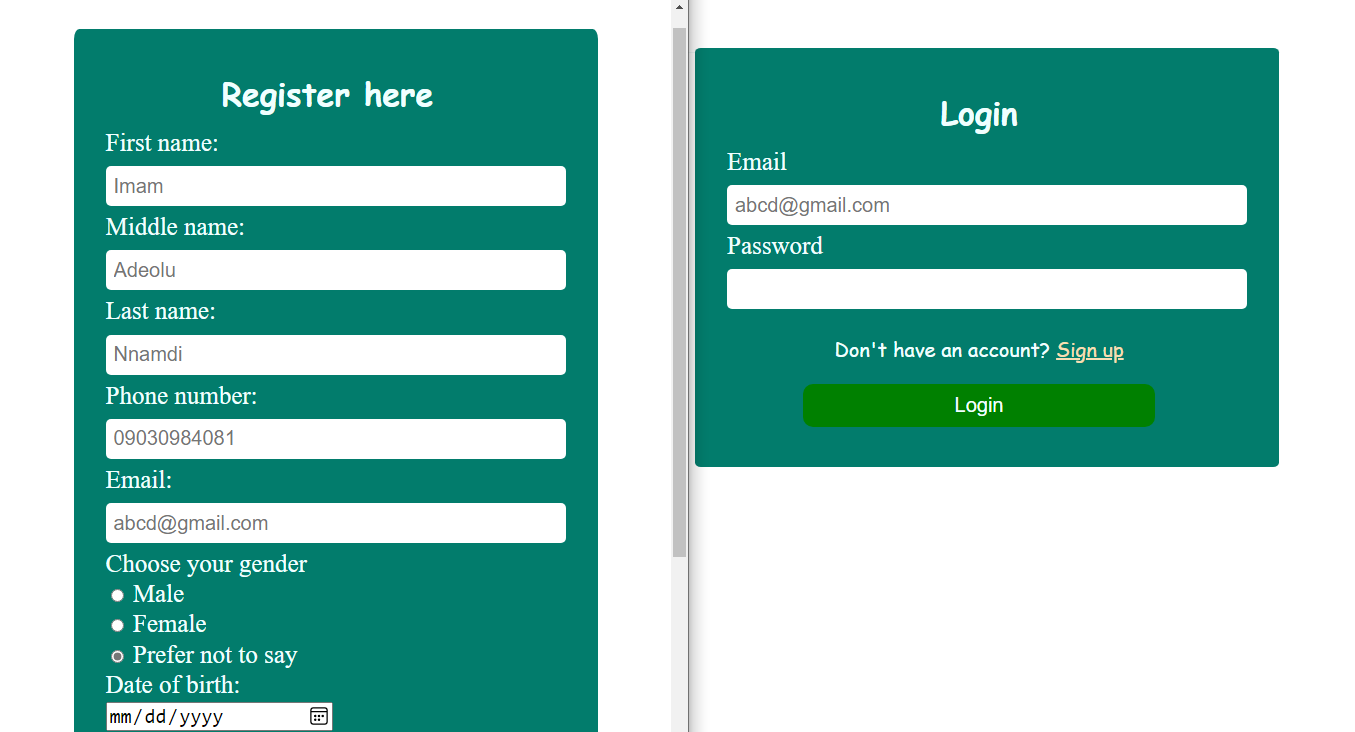 Register here
First name:
Imam
Middle name:
Adeolu
Last name:
Nnamdi
Phone number:
09030984081
Email:
abcd@gmail.com
Choose your gender
Male
Female
Prefer not to say
Date of birth:
mm/dd/yyyy
Login
Email
abcd@gmail.com
Password
Don't have an account? Sign up
Login